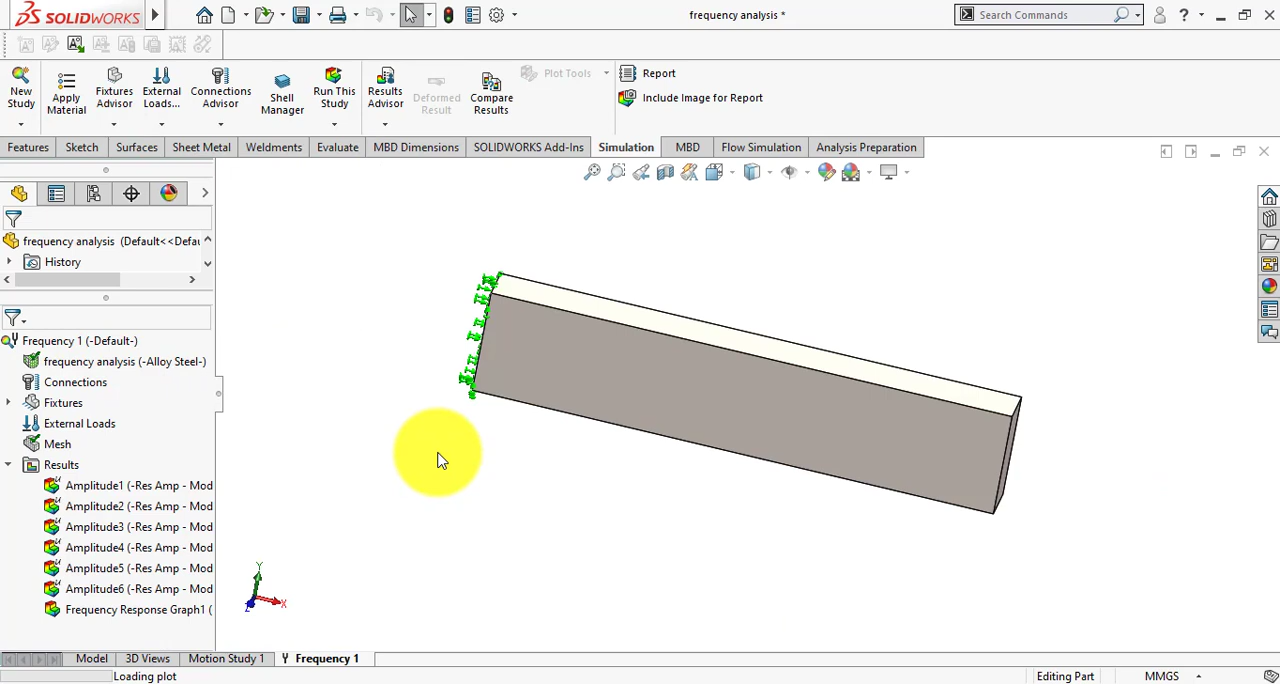 SOLIDWORKS
frequency analysis *
Search Commands
?
Plot Tools
Report
New Study
Apply Material
Fixtures Advisor
External Loads...
Connections Advisor
Shell Manager
Run This Study
Results Advisor
Deformed Result
Compare Results
Include Image for Report
Features
Sketch
Surfaces
Sheet Metal
Weldments
Evaluate
MBD Dimensions
SOLIDWORKS Add-Ins
Simulation
MBD
Flow Simulation
Analysis Preparation
frequency analysis (Default<<Defau
History
Frequency 1 (-Default-)
frequency analysis (-Alloy Steel-)
Connections
Fixtures
External Loads
Mesh
Results
Amplitude1 (-Res Amp - Mod
Amplitude2 (-Res Amp - Mod
Amplitude3 (-Res Amp - Mod
Amplitude4 (-Res Amp - Mod
Amplitude5 (-Res Amp - Mod
Amplitude6 (-Res Amp - Mod
Frequency Response Graph1 (
Y
Z
X
Model
3D Views
Motion Study 1
Frequency 1
Loading plot
Editing Part
MMGS